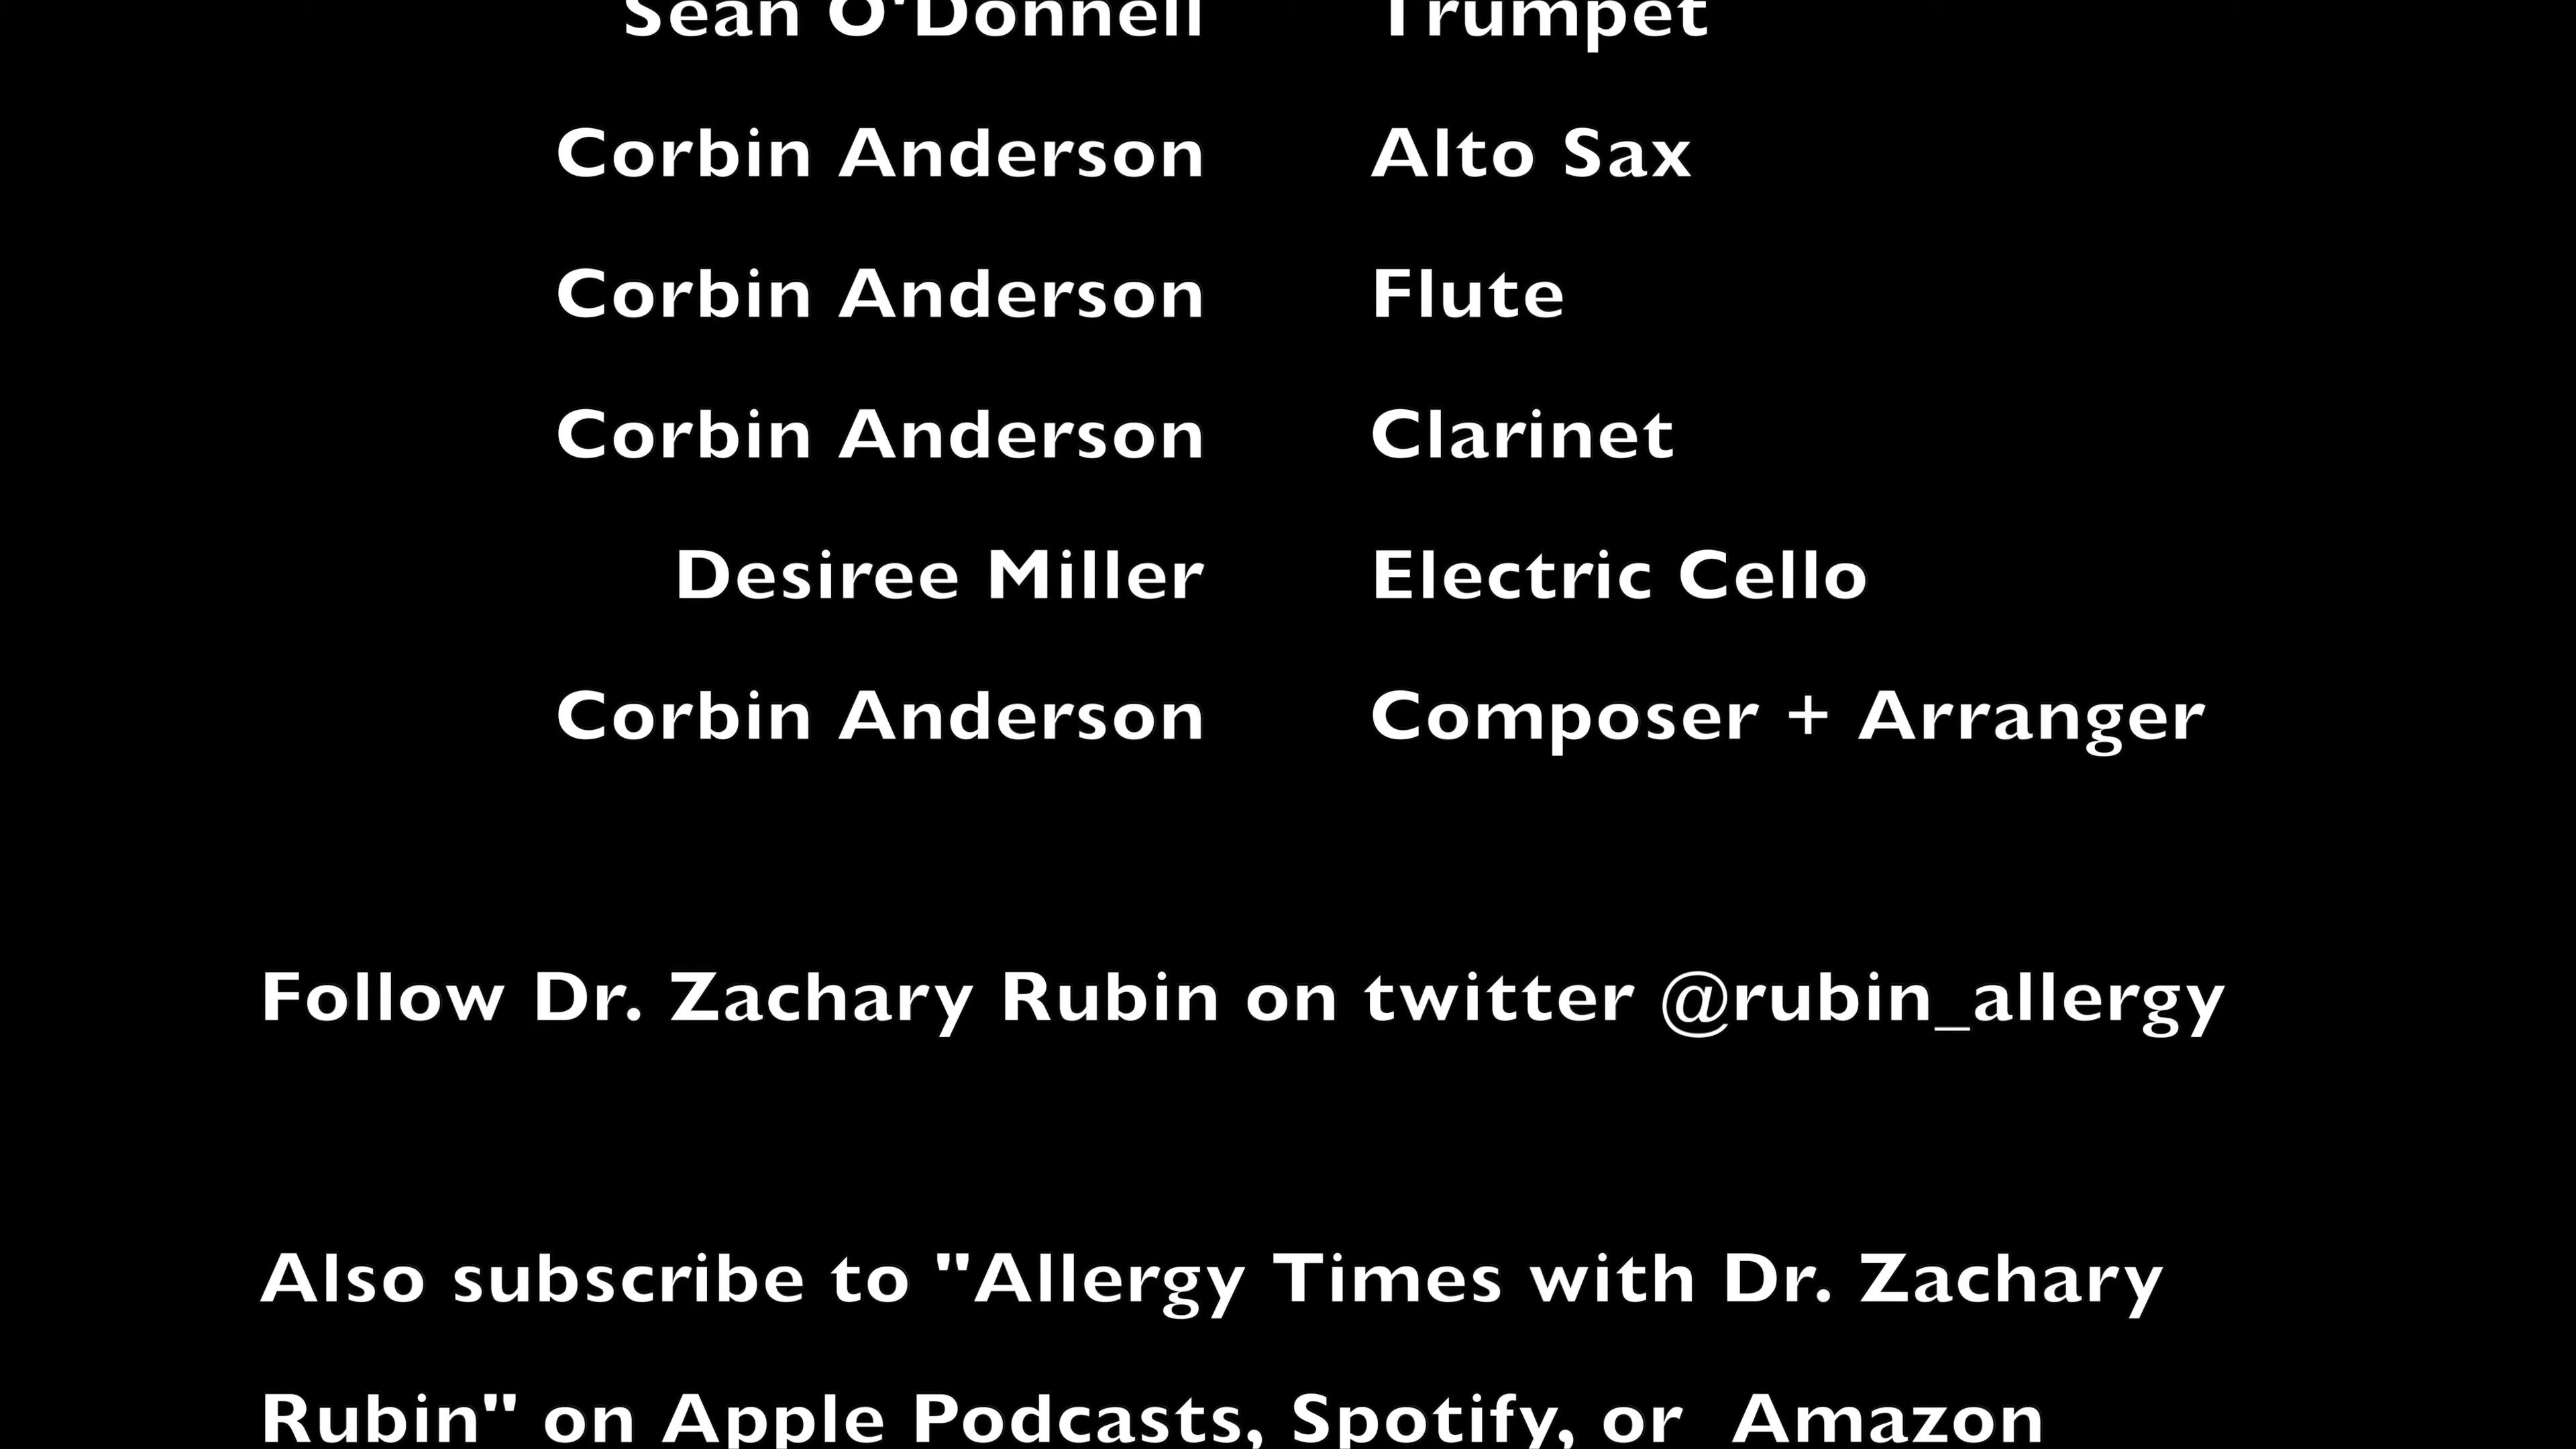 Sean O'Donnell Trumpet
Corbin Anderson Alto Sax
Corbin Anderson Flute
Corbin Anderson Clarinet
Desiree Miller Electric Cello
Corbin Anderson Composer + Arranger
Follow Dr. Zachary Rubin on twitter @rubin_allergy
Also subscribe to "Allergy Times with Dr. Zachary
Rubin" on Apple Podcasts, Spotify, or Amazon